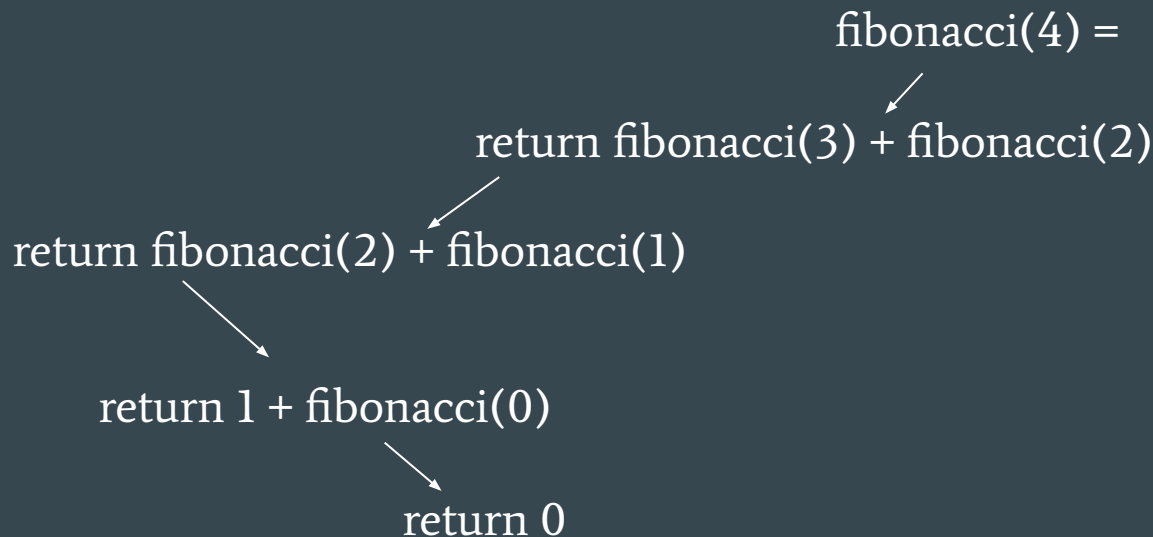 fibonacci(4) =
return fibonacci(3) + fibonacci(2)
return fibonacci(2) + fibonacci(1)
return 1 + fibonacci(0)
return 0